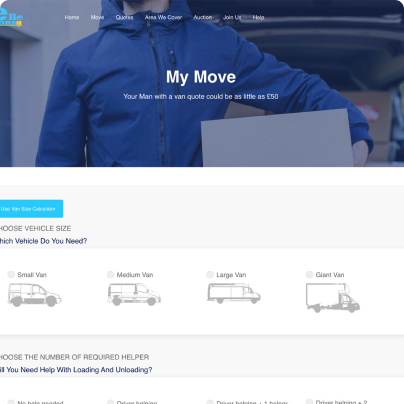 Home Move Quotes Area We Cover Auction Join Us Help
My Move
Your Man with a van quote could be as little as £50
Use Van Size Calculator
HOOSE VEHICLE SIZE
hich Vehicle Do You Need?
Small Van Medium Van Large Van Giant Van
HOOSE THE NUMBER OF REQUIRED HELPER
ill You Need Help With Loading And Unloading?
No help needed Driver helping Driver helping + 1 helper Driver helping + 2